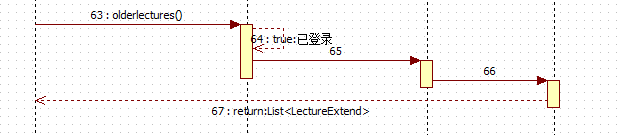 63 : olderlectures()
64 : true:已登录
65
66
67 : return:List<LectureExtend>